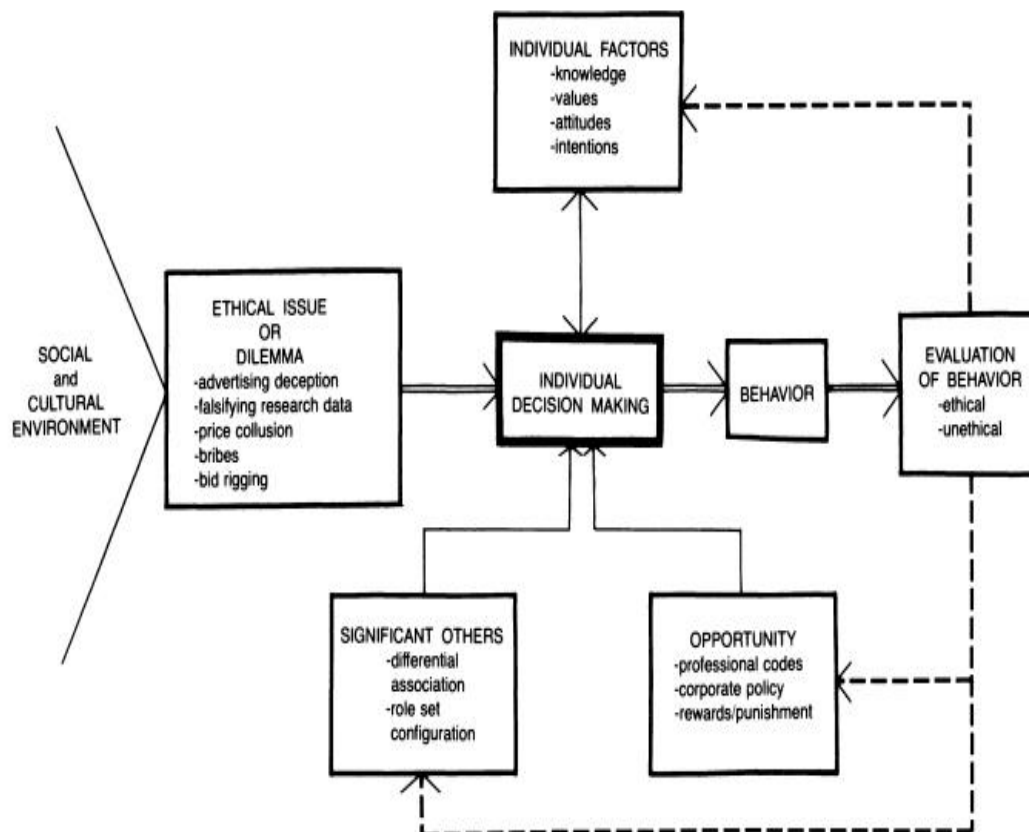 INDIVIDUAL FACTORS
-knowledge
-values
-attitudes
-intentions
SOCIAL
and
CULTURAL
ENVIRONMENT
ETHICAL ISSUE
OR
DILEMMA
-advertising deception
-falsifying research data
-price collusion
-bribes
-bid rigging
INDIVIDUAL
DECISION MAKING
BEHAVIOR
EVALUATION
OF BEHAVIOR
-ethical
-unethical
SIGNIFICANT OTHERS
-differential
association
-role set
configuration
OPPORTUNITY
-professional codes
-corporate policy
-rewards/punishment